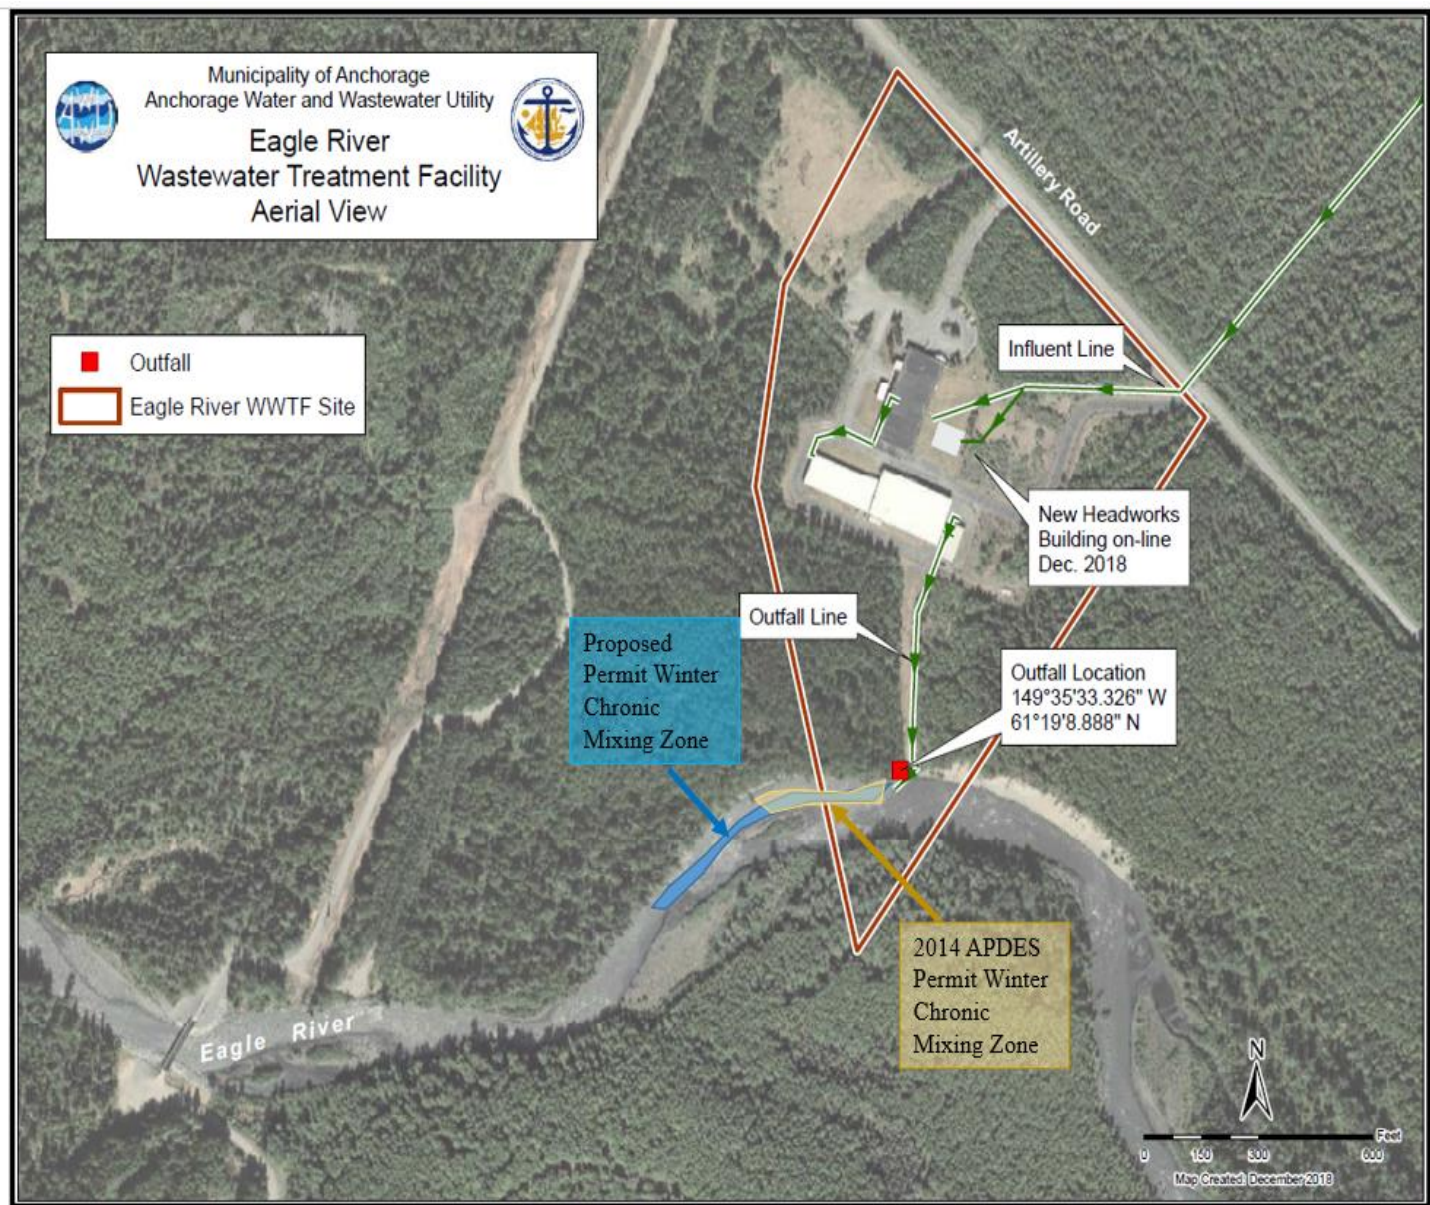 Municipality of Anchorage
Anchorage Water and Wastewater Utility
Eagle River
Wastewater Treatment Facility
Aerial View
Outfall
Eagle River WWTF Site
Artillery Road
Influent Line
New Headworks
Building on-line
Dec. 2018
Outfall Line
Proposed
Permit Winter
Chronic
Mixing Zone
Outfall Location
149°35'33.326" W
61°19'8.888" N
2014 APDES
Permit Winter
Chronic
Mixing Zone
Eagle River
N
Feet
0 150 300 600
Map Created: December 2018